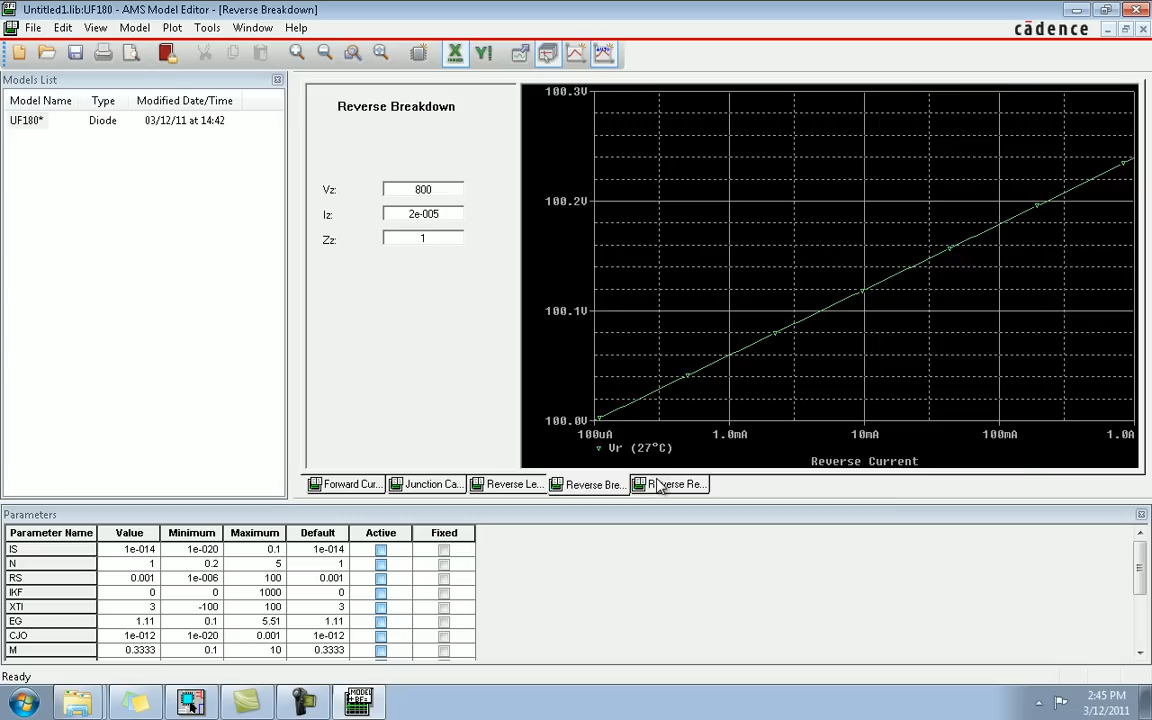 Untitled1.lib:UF180 - AMS Model Editor - [Reverse Breakdown]
File Edit View Model Plot Tools Window Help
cādence
Models List
Model Name Type Modified Date/Time
UF180* Diode 03/12/11 at 14:42
Reverse Breakdown
Vz: 800
Iz: 2e-005
Zz: 1
100.3V
100.2V
100.1V
100.0V
100uA 1.0mA 10mA 100mA 1.0A
Vr (27°C)
Reverse Current
Forward Cur... Junction Ca... Reverse Le... Reverse Bre... Reverse Re...
Parameters
Parameter Name Value Minimum Maximum Default Active Fixed
IS 1e-014 1e-020 0.1 1e-014
N 1 0.2 5 1
RS 0.001 1e-006 100 0.001
IKF 0 0 1000 0
XTI 3 -100 100 3
EG 1.11 0.1 5.51 1.11
CJO 1e-012 1e-020 0.001 1e-012
M 0.3333 0.1 10 0.3333
Ready
MODEL
2:45 PM
3/12/2011